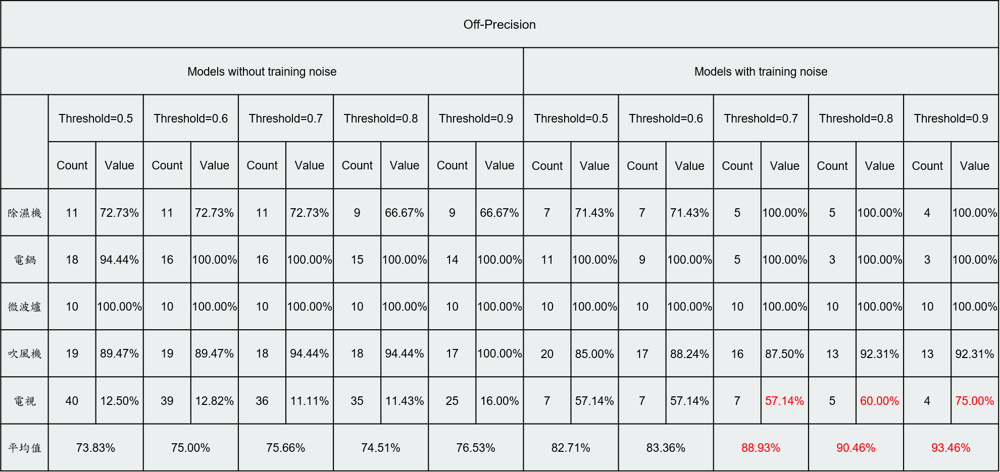 Off-Precision
Models without training noise Models with training noise
Threshold=0.5 Threshold=0.6 Threshold=0.7 Threshold=0.8 Threshold=0.9 Threshold=0.5 Threshold=0.6 Threshold=0.7 Threshold=0.8 Threshold=0.9
Count Value Count Value Count Value Count Value Count Value Count Value Count Value Count Value Count Value Count Value
除濕機 11 72.73% 11 72.73% 11 72.73% 9 66.67% 9 66.67% 7 71.43% 7 71.43% 5 100.00% 5 100.00% 4 100.00%
電鍋 18 94.44% 16 100.00% 16 100.00% 15 100.00% 14 100.00% 11 100.00% 9 100.00% 5 100.00% 3 100.00% 3 100.00%
微波爐 10 100.00% 10 100.00% 10 100.00% 10 100.00% 10 100.00% 10 100.00% 10 100.00% 10 100.00% 10 100.00% 10 100.00%
吹風機 19 89.47% 19 89.47% 18 94.44% 18 94.44% 17 100.00% 20 85.00% 17 88.24% 16 87.50% 13 92.31% 13 92.31%
電視 40 12.50% 39 12.82% 36 11.11% 35 11.43% 25 16.00% 7 57.14% 7 57.14% 7 57.14% 5 60.00% 4 75.00%
平均值 73.83% 75.00% 75.66% 74.51% 76.53% 82.71% 83.36% 88.93% 90.46% 93.46%